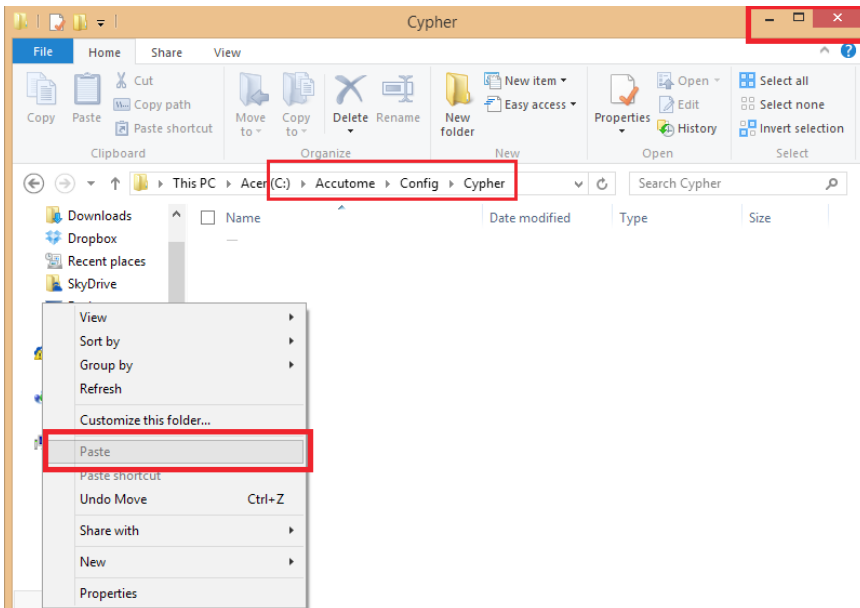 Cypher
File Home Share View
Copy
Paste
Cut
Copy path
Paste shortcut
Clipboard
Move to
Copy to
Delete
Rename
Organize
New folder
New item
Easy access
New
Properties
Open
Edit
History
Open
Select all
Select none
Invert selection
Select
This PC Acer (C:) Accutome Config Cypher
Search Cypher
Downloads
Dropbox
Recent places
SkyDrive
Name Date modified Type Size
View
Sort by
Group by
Refresh
Customize this folder...
Paste
Paste shortcut
Undo Move Ctrl+Z
Share with
New
Properties